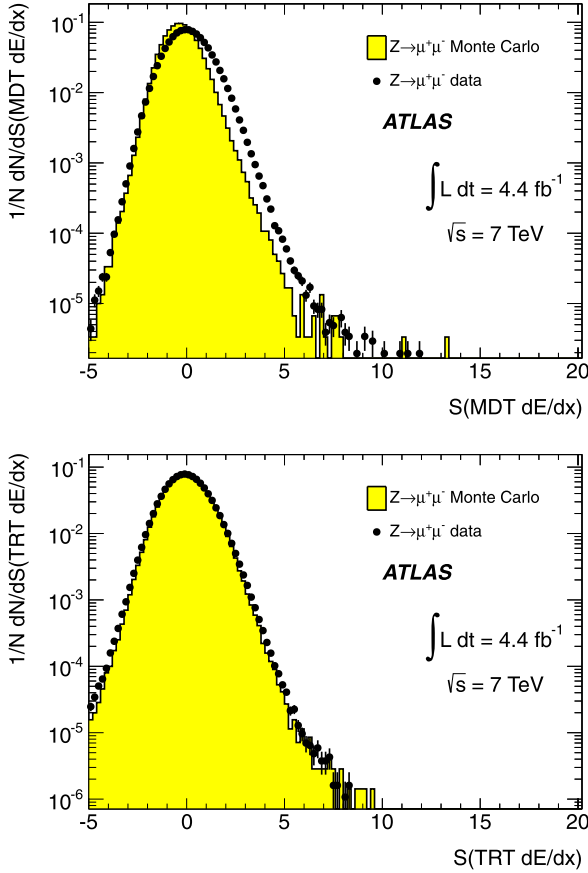 1/N dN/dS(MDT dE/dx)
10⁻¹
10⁻²
10⁻³
10⁻⁴
10⁻⁵
Z→μ⁺μ⁻ Monte Carlo
Z→μ⁺μ⁻ data
ATLAS
∫ L dt = 4.4 fb⁻¹
√s = 7 TeV
-5 0 5 10 15 20
S(MDT dE/dx)
1/N dN/dS(TRT dE/dx)
10⁻¹
10⁻²
10⁻³
10⁻⁴
10⁻⁵
10⁻⁶
Z→μ⁺μ⁻ Monte Carlo
Z→μ⁺μ⁻ data
ATLAS
∫ L dt = 4.4 fb⁻¹
√s = 7 TeV
-5 0 5 10 15 20
S(TRT dE/dx)